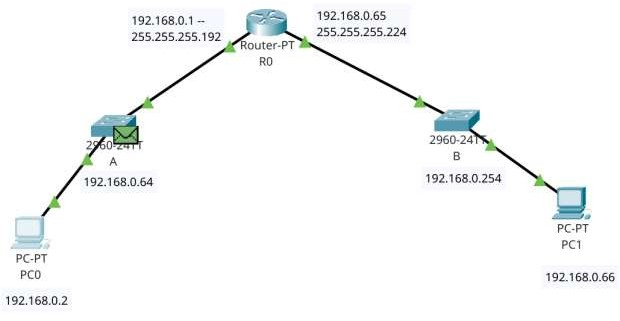 192.168.0.1 --
255.255.255.192
192.168.0.65
255.255.255.224
Router-PT
R0
2960-24TT
A
192.168.0.64
2960-24TT
B
192.168.0.254
PC-PT
PC0
192.168.0.2
PC-PT
PC1
192.168.0.66